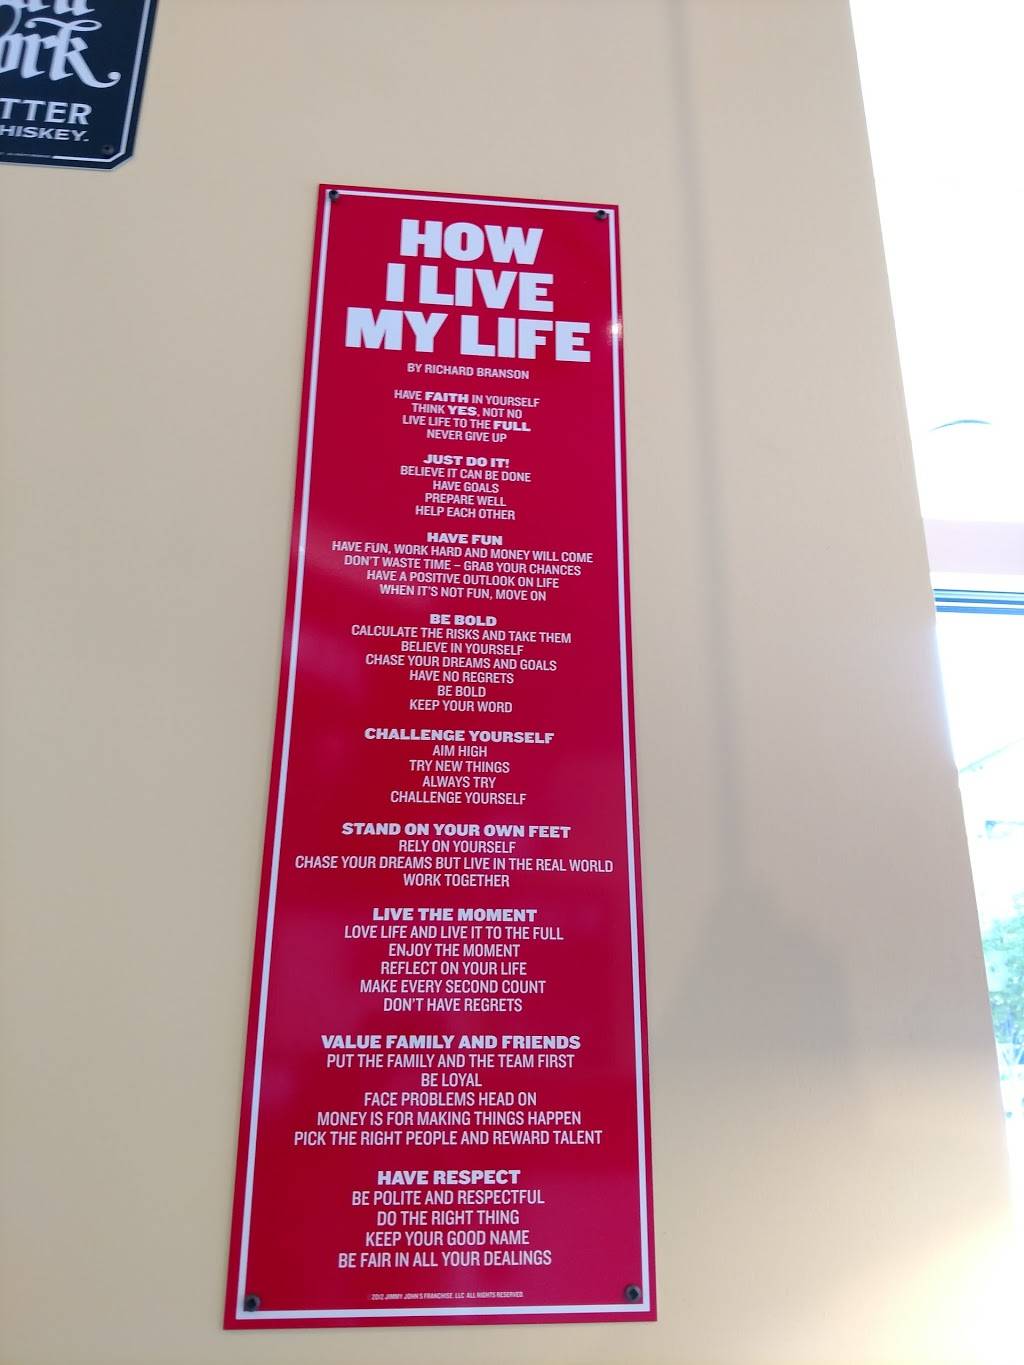 ork
TTER
HISKEY.
HOW
I LIVE
MY LIFE
BY RICHARD BRANSON
HAVE FAITH IN YOURSELF
THINK YES, NOT NO
LIVE LIFE TO THE FULL
NEVER GIVE UP
JUST DO IT!
BELIEVE IT CAN BE DONE
HAVE GOALS
PREPARE WELL
HELP EACH OTHER
HAVE FUN
HAVE FUN, WORK HARD AND MONEY WILL COME
DON'T WASTE TIME – GRAB YOUR CHANCES
HAVE A POSITIVE OUTLOOK ON LIFE
WHEN IT'S NOT FUN, MOVE ON
BE BOLD
CALCULATE THE RISKS AND TAKE THEM
BELIEVE IN YOURSELF
CHASE YOUR DREAMS AND GOALS
HAVE NO REGRETS
BE BOLD
KEEP YOUR WORD
CHALLENGE YOURSELF
AIM HIGH
TRY NEW THINGS
ALWAYS TRY
CHALLENGE YOURSELF
STAND ON YOUR OWN FEET
RELY ON YOURSELF
CHASE YOUR DREAMS BUT LIVE IN THE REAL WORLD
WORK TOGETHER
LIVE THE MOMENT
LOVE LIFE AND LIVE IT TO THE FULL
ENJOY THE MOMENT
REFLECT ON YOUR LIFE
MAKE EVERY SECOND COUNT
DON'T HAVE REGRETS
VALUE FAMILY AND FRIENDS
PUT THE FAMILY AND THE TEAM FIRST
BE LOYAL
FACE PROBLEMS HEAD ON
MONEY IS FOR MAKING THINGS HAPPEN
PICK THE RIGHT PEOPLE AND REWARD TALENT
HAVE RESPECT
BE POLITE AND RESPECTFUL
DO THE RIGHT THING
KEEP YOUR GOOD NAME
BE FAIR IN ALL YOUR DEALINGS
2012 JIMMY JOHN'S FRANCHISE, LLC ALL RIGHTS RESERVED.